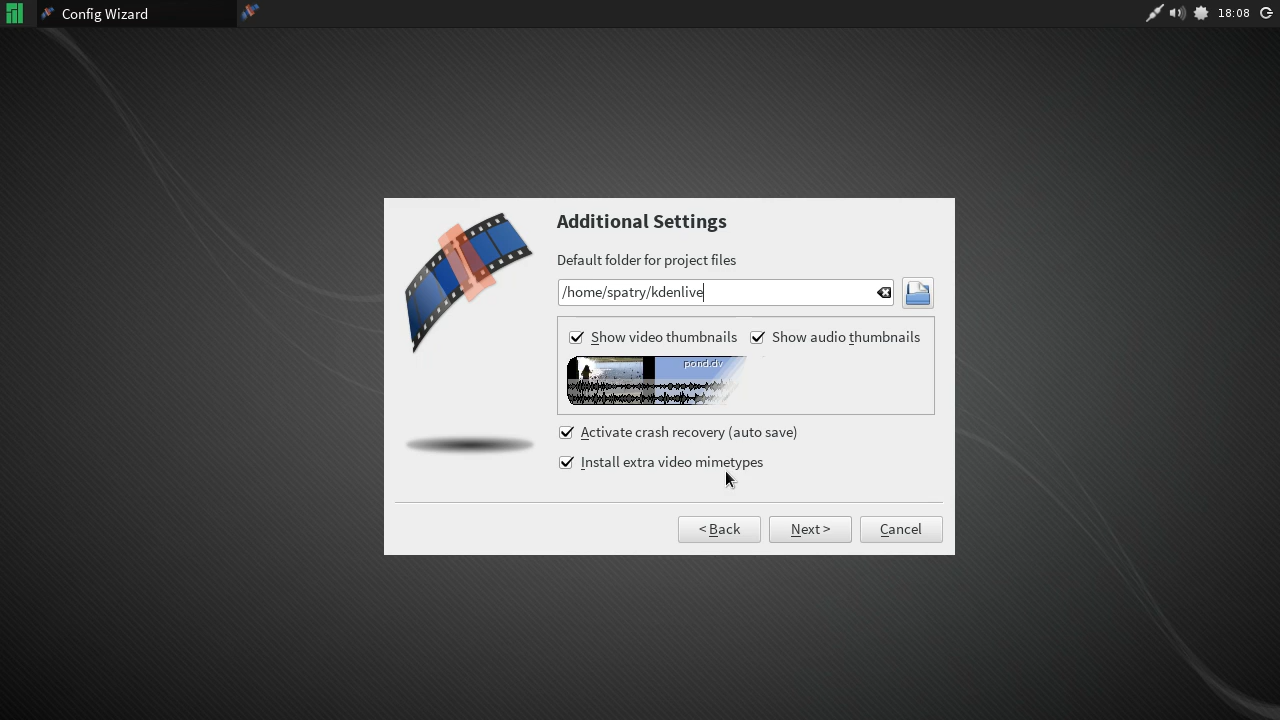 Config Wizard
18:08
Additional Settings
Default folder for project files
/home/spatry/kdenlive
Show video thumbnails
Show audio thumbnails
pond.dv
Activate crash recovery (auto save)
Install extra video mimetypes
< Back
Next >
Cancel